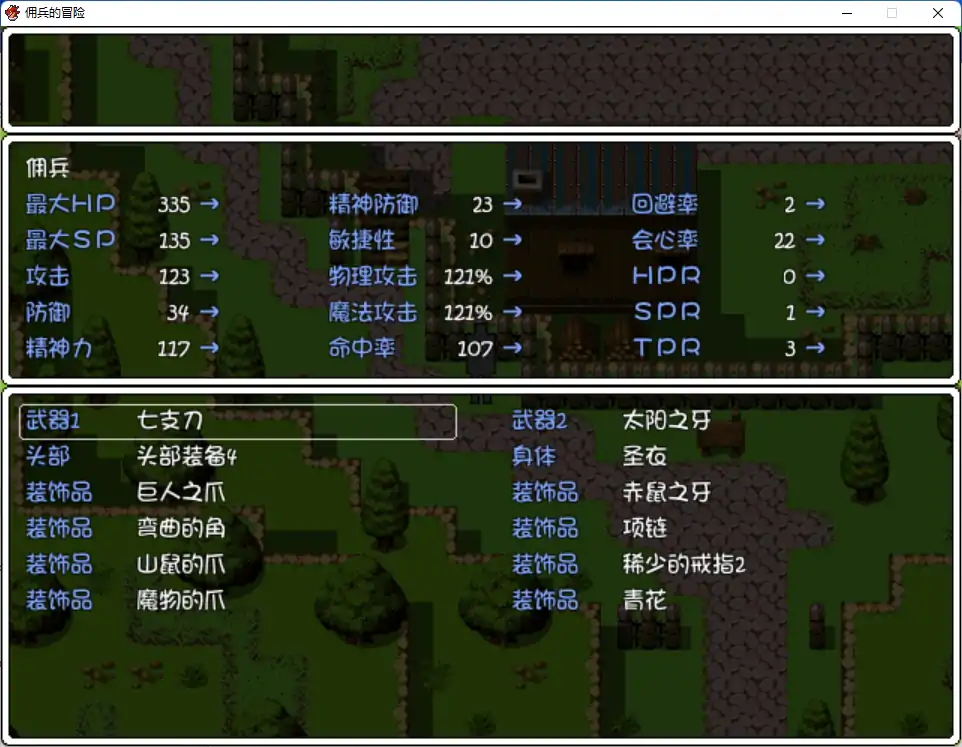 佣兵的冒险
佣兵
最大HP 335 → 精神防御 23 → 回避率 2 →
最大SP 135 → 敏捷性 10 → 会心率 22 →
攻击 123 → 物理攻击 121% → HPR 0 →
防御 34 → 魔法攻击 121% → SPR 1 →
精神力 117 → 命中率 107 → TPR 3 →
武器1 七支刀 武器2 太阳之牙
头部 头部装备4 身体 圣衣
装饰品 巨人之爪 装饰品 赤鼠之牙
装饰品 弯曲的角 装饰品 项链
装饰品 山鼠的爪 装饰品 稀少的戒指2
装饰品 魔物的爪 装饰品 青花